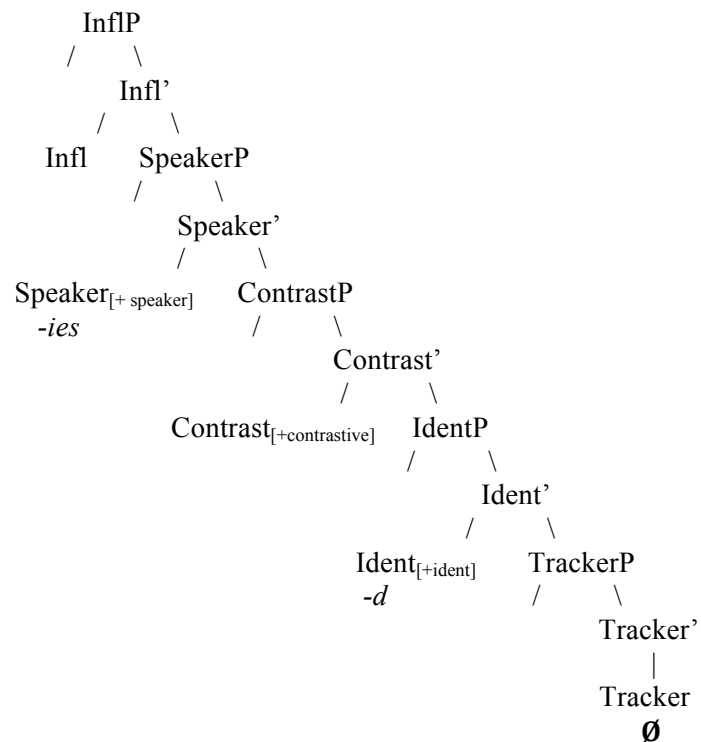 InflP
Infl’
Infl SpeakerP
Speaker’
Speaker[+ speaker] ContrastP
-ies
Contrast’
Contrast[+contrastive] IdentP
Ident’
Ident[+ident] TrackerP
-d
Tracker’
Tracker
Ø